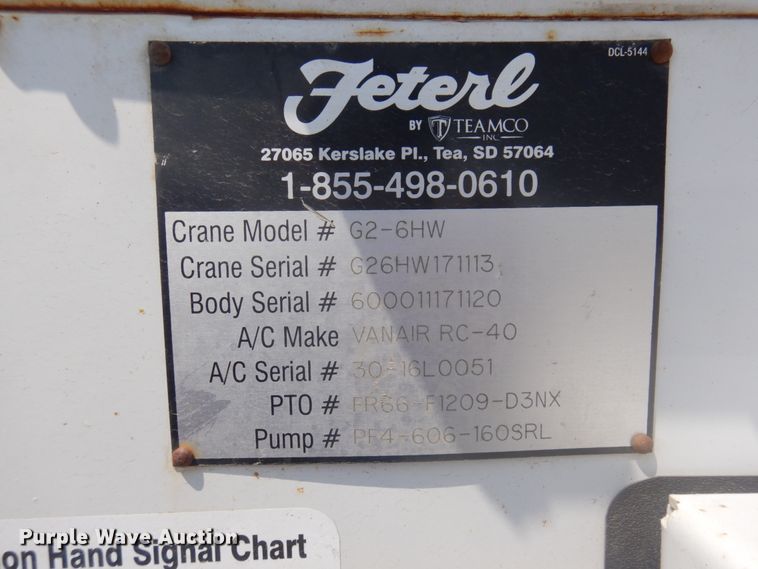 DCL-5144
Feterl
BY TEAMCO
INC
27065 Kerslake Pl., Tea, SD 57064
1-855-498-0610
Crane Model # G2-6HW
Crane Serial # G26HW171113
Body Serial # 600011171120
A/C Make VANAIR RC-40
A/C Serial # 30-16L0051
PTO # FR66-F1209-D3NX
Pump # PF4-606-160SRL
Purple Wave Auction
on Hand Signal Chart